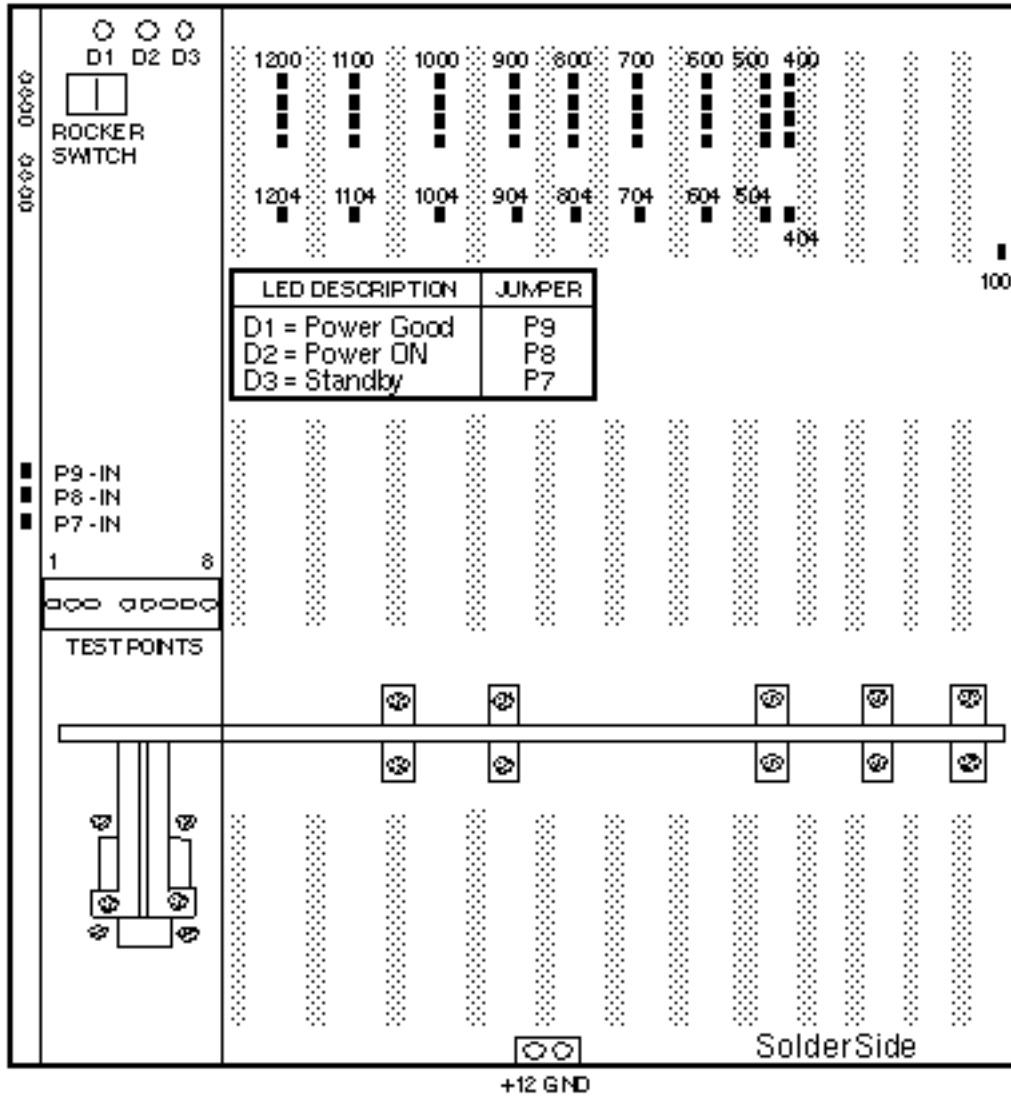 D1 D2 D3
ROCKER
SWITCH
1200 1100 1000 900 800 700 600 500 400
1204 1104 1004 904 804 704 604 504
404
100
LED DESCRIPTION JUMPER
D1 = Power Good P9
D2 = Power ON P8
D3 = Standby P7
P9 - IN
P8 - IN
P7 - IN
1 8
TEST POINTS
Solder Side
+12 GND